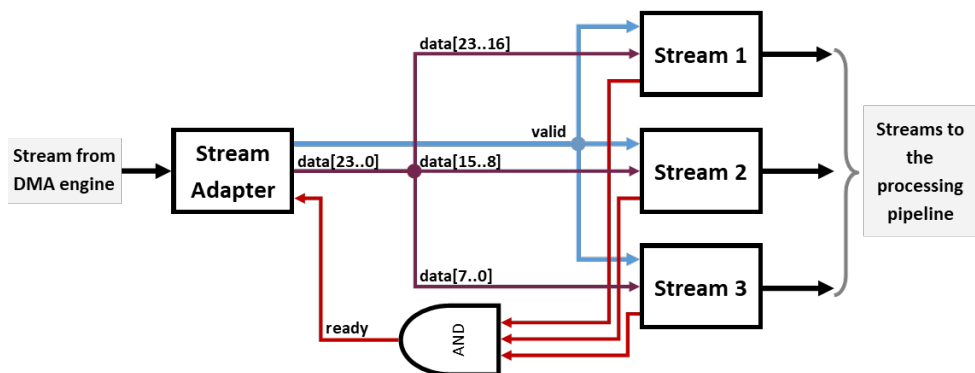 Stream from
DMA engine
Stream
Adapter
data[23..16]
valid
data[23..0]
data[15..8]
data[7..0]
ready
AND
Stream 1
Stream 2
Stream 3
Streams to
the
processing
pipeline